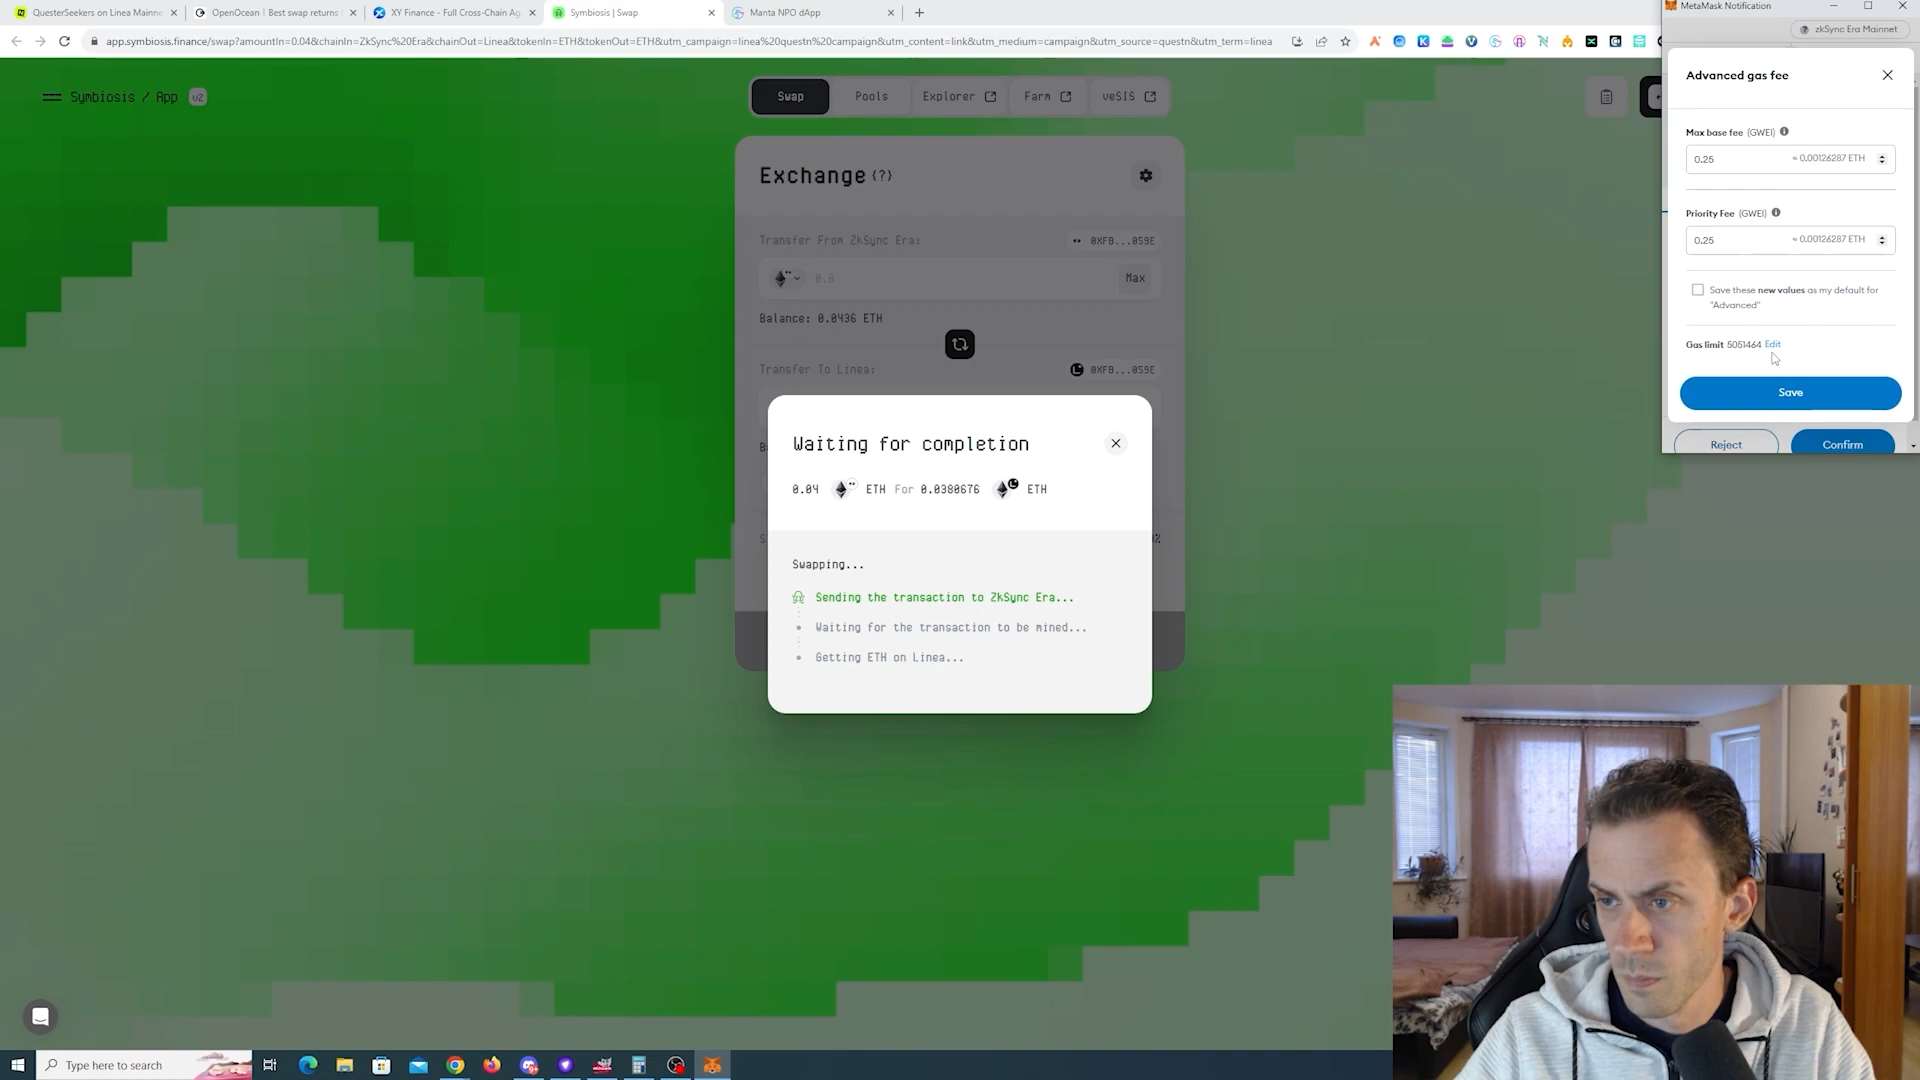 QuesterSeekers on Linea Mainne
OpenOcean | Best swap returns f
XY Finance - Full Cross-Chain Ag
Symbiosis | Swap
Manta NPO dApp
app.symbiosis.finance/swap?amountIn=0.04&chainIn=ZkSync%20Era&chainOut=Linea&tokenIn=ETH&tokenOut=ETH&utm_campaign=linea%20questn%20campaign&utm_content=link&utm_medium=campaign&utm_source=questn&utm_term=linea
Symbiosis / App v2
Swap
Pools
Explorer
Farm
veSIS
Exchange (?)
Transfer From ZkSync Era:
0XFB...059E
0.0
Max
Balance: 0.0436 ETH
Transfer To Linea:
0XFB...059E
Waiting for completion
0.04 ETH For 0.0380676 ETH
Swapping...
Sending the transaction to ZkSync Era...
Waiting for the transaction to be mined...
Getting ETH on Linea...
MetaMask Notification
zkSync Era Mainnet
Advanced gas fee
Max base fee (GWEI)
0.25
≈ 0.00126287 ETH
Priority Fee (GWEI)
0.25
≈ 0.00126287 ETH
Save these new values as my default for
"Advanced"
Gas limit 5051464 Edit
Save
Reject
Confirm
Type here to search